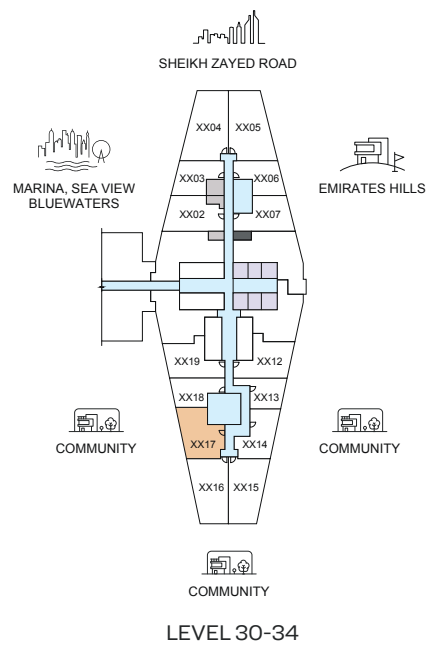 SHEIKH ZAYED ROAD
XX04 XX05
MARINA, SEA VIEW
BLUEWATERS
XX03 XX06
EMIRATES HILLS
XX02 XX07
XX19 XX12
XX18 XX13
COMMUNITY
XX17 XX14
COMMUNITY
XX16 XX15
COMMUNITY
LEVEL 30-34